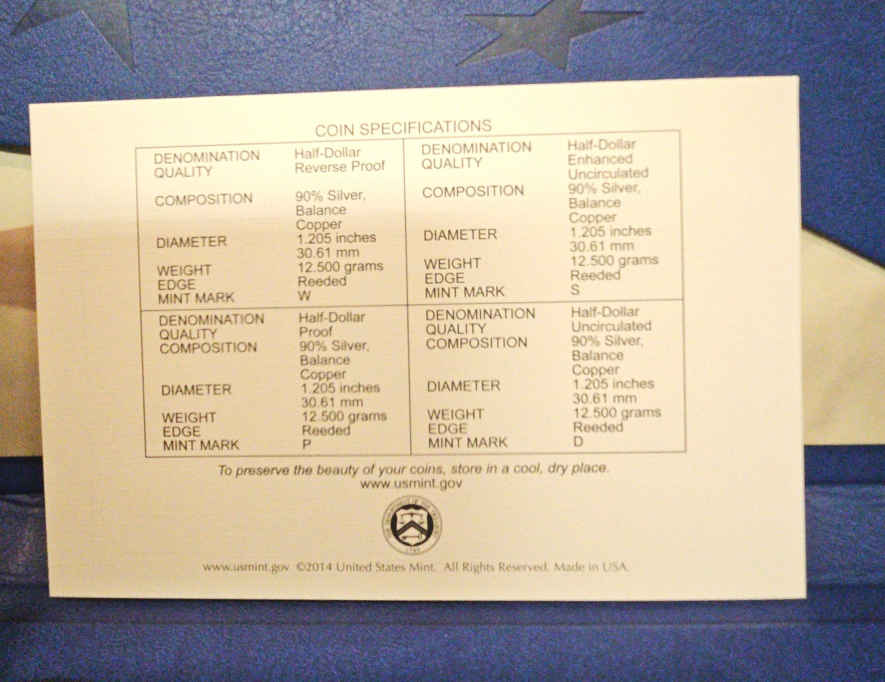 COIN SPECIFICATIONS
DENOMINATION Half-Dollar
QUALITY Reverse Proof
COMPOSITION 90% Silver,
Balance
Copper
DIAMETER 1.205 inches
30.61 mm
WEIGHT 12.500 grams
EDGE Reeded
MINT MARK W
DENOMINATION Half-Dollar
QUALITY Enhanced
Uncirculated
COMPOSITION 90% Silver,
Balance
Copper
DIAMETER 1.205 inches
30.61 mm
WEIGHT 12.500 grams
EDGE Reeded
MINT MARK S
DENOMINATION Half-Dollar
QUALITY Proof
COMPOSITION 90% Silver,
Balance
Copper
DIAMETER 1.205 inches
30.61 mm
WEIGHT 12.500 grams
EDGE Reeded
MINT MARK P
DENOMINATION Half-Dollar
QUALITY Uncirculated
COMPOSITION 90% Silver,
Balance
Copper
DIAMETER 1.205 inches
30.61 mm
WEIGHT 12.500 grams
EDGE Reeded
MINT MARK D
To preserve the beauty of your coins, store in a cool, dry place.
www.usmint.gov
1789
www.usmint.gov ©2014 United States Mint. All Rights Reserved. Made in USA.